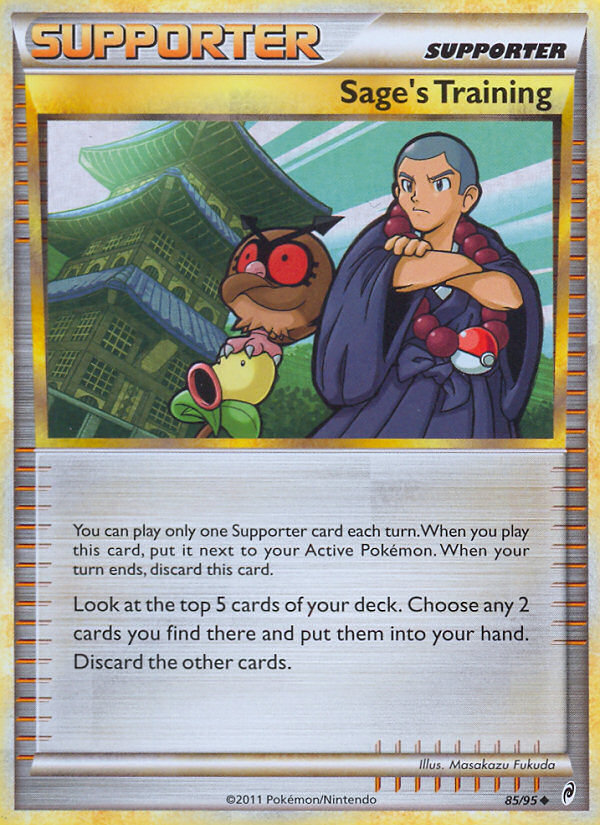 SUPPORTER
SUPPORTER
Sage's Training
You can play only one Supporter card each turn.When you play
this card, put it next to your Active Pokémon. When your
turn ends, discard this card.
Look at the top 5 cards of your deck. Choose any 2
cards you find there and put them into your hand.
Discard the other cards.
Illus. Masakazu Fukuda
©2011 Pokémon/Nintendo
85/95